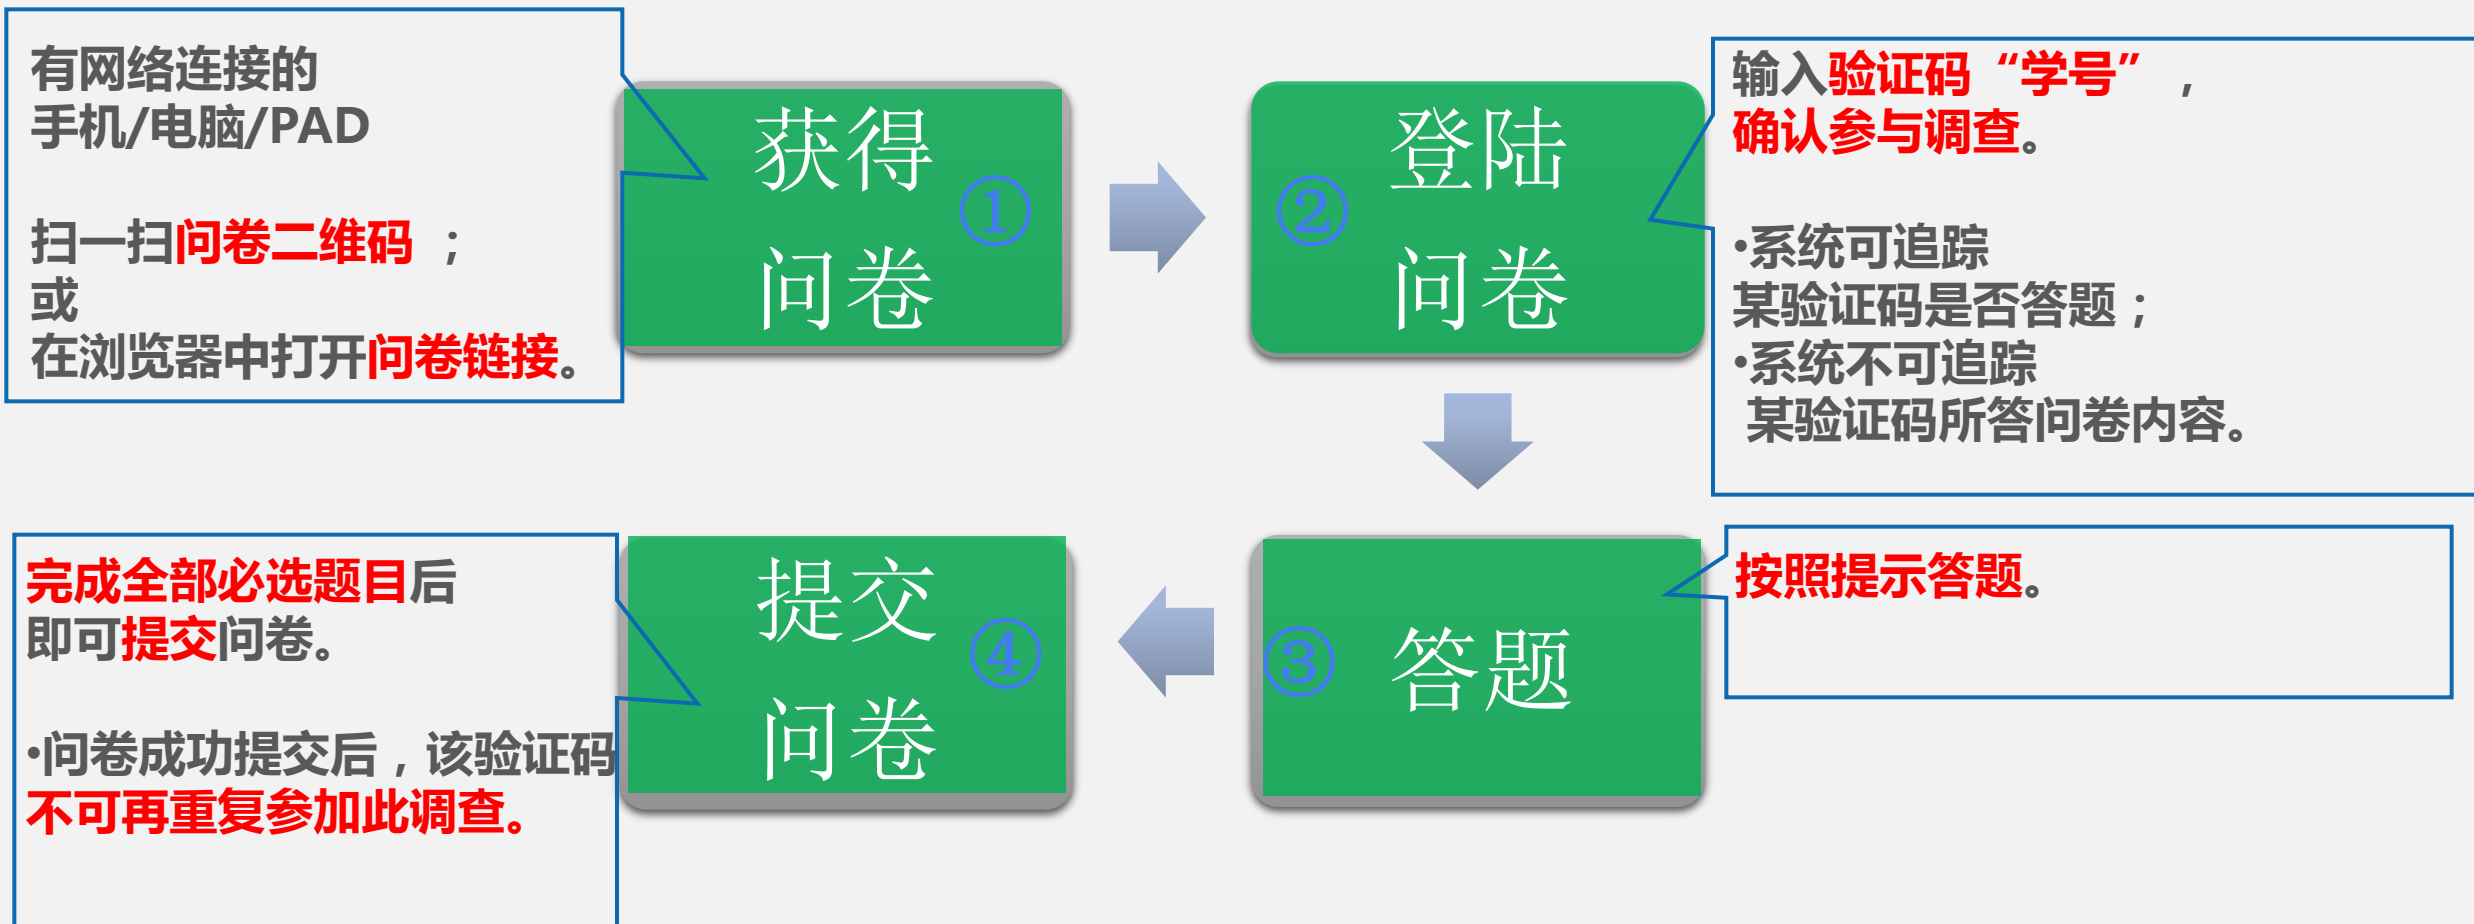 有网络连接的
手机/电脑/PAD
扫一扫问卷二维码 ；
或
在浏览器中打开问卷链接。
获得
问卷
①
②
登陆
问卷
输入验证码“学号”，
确认参与调查。
•系统可追踪
某验证码是否答题；
•系统不可追踪
某验证码所答问卷内容。
③
答题
按照提示答题。
提交
问卷
④
完成全部必选题目后
即可提交问卷。
•问卷成功提交后，该验证码
不可再重复参加此调查。